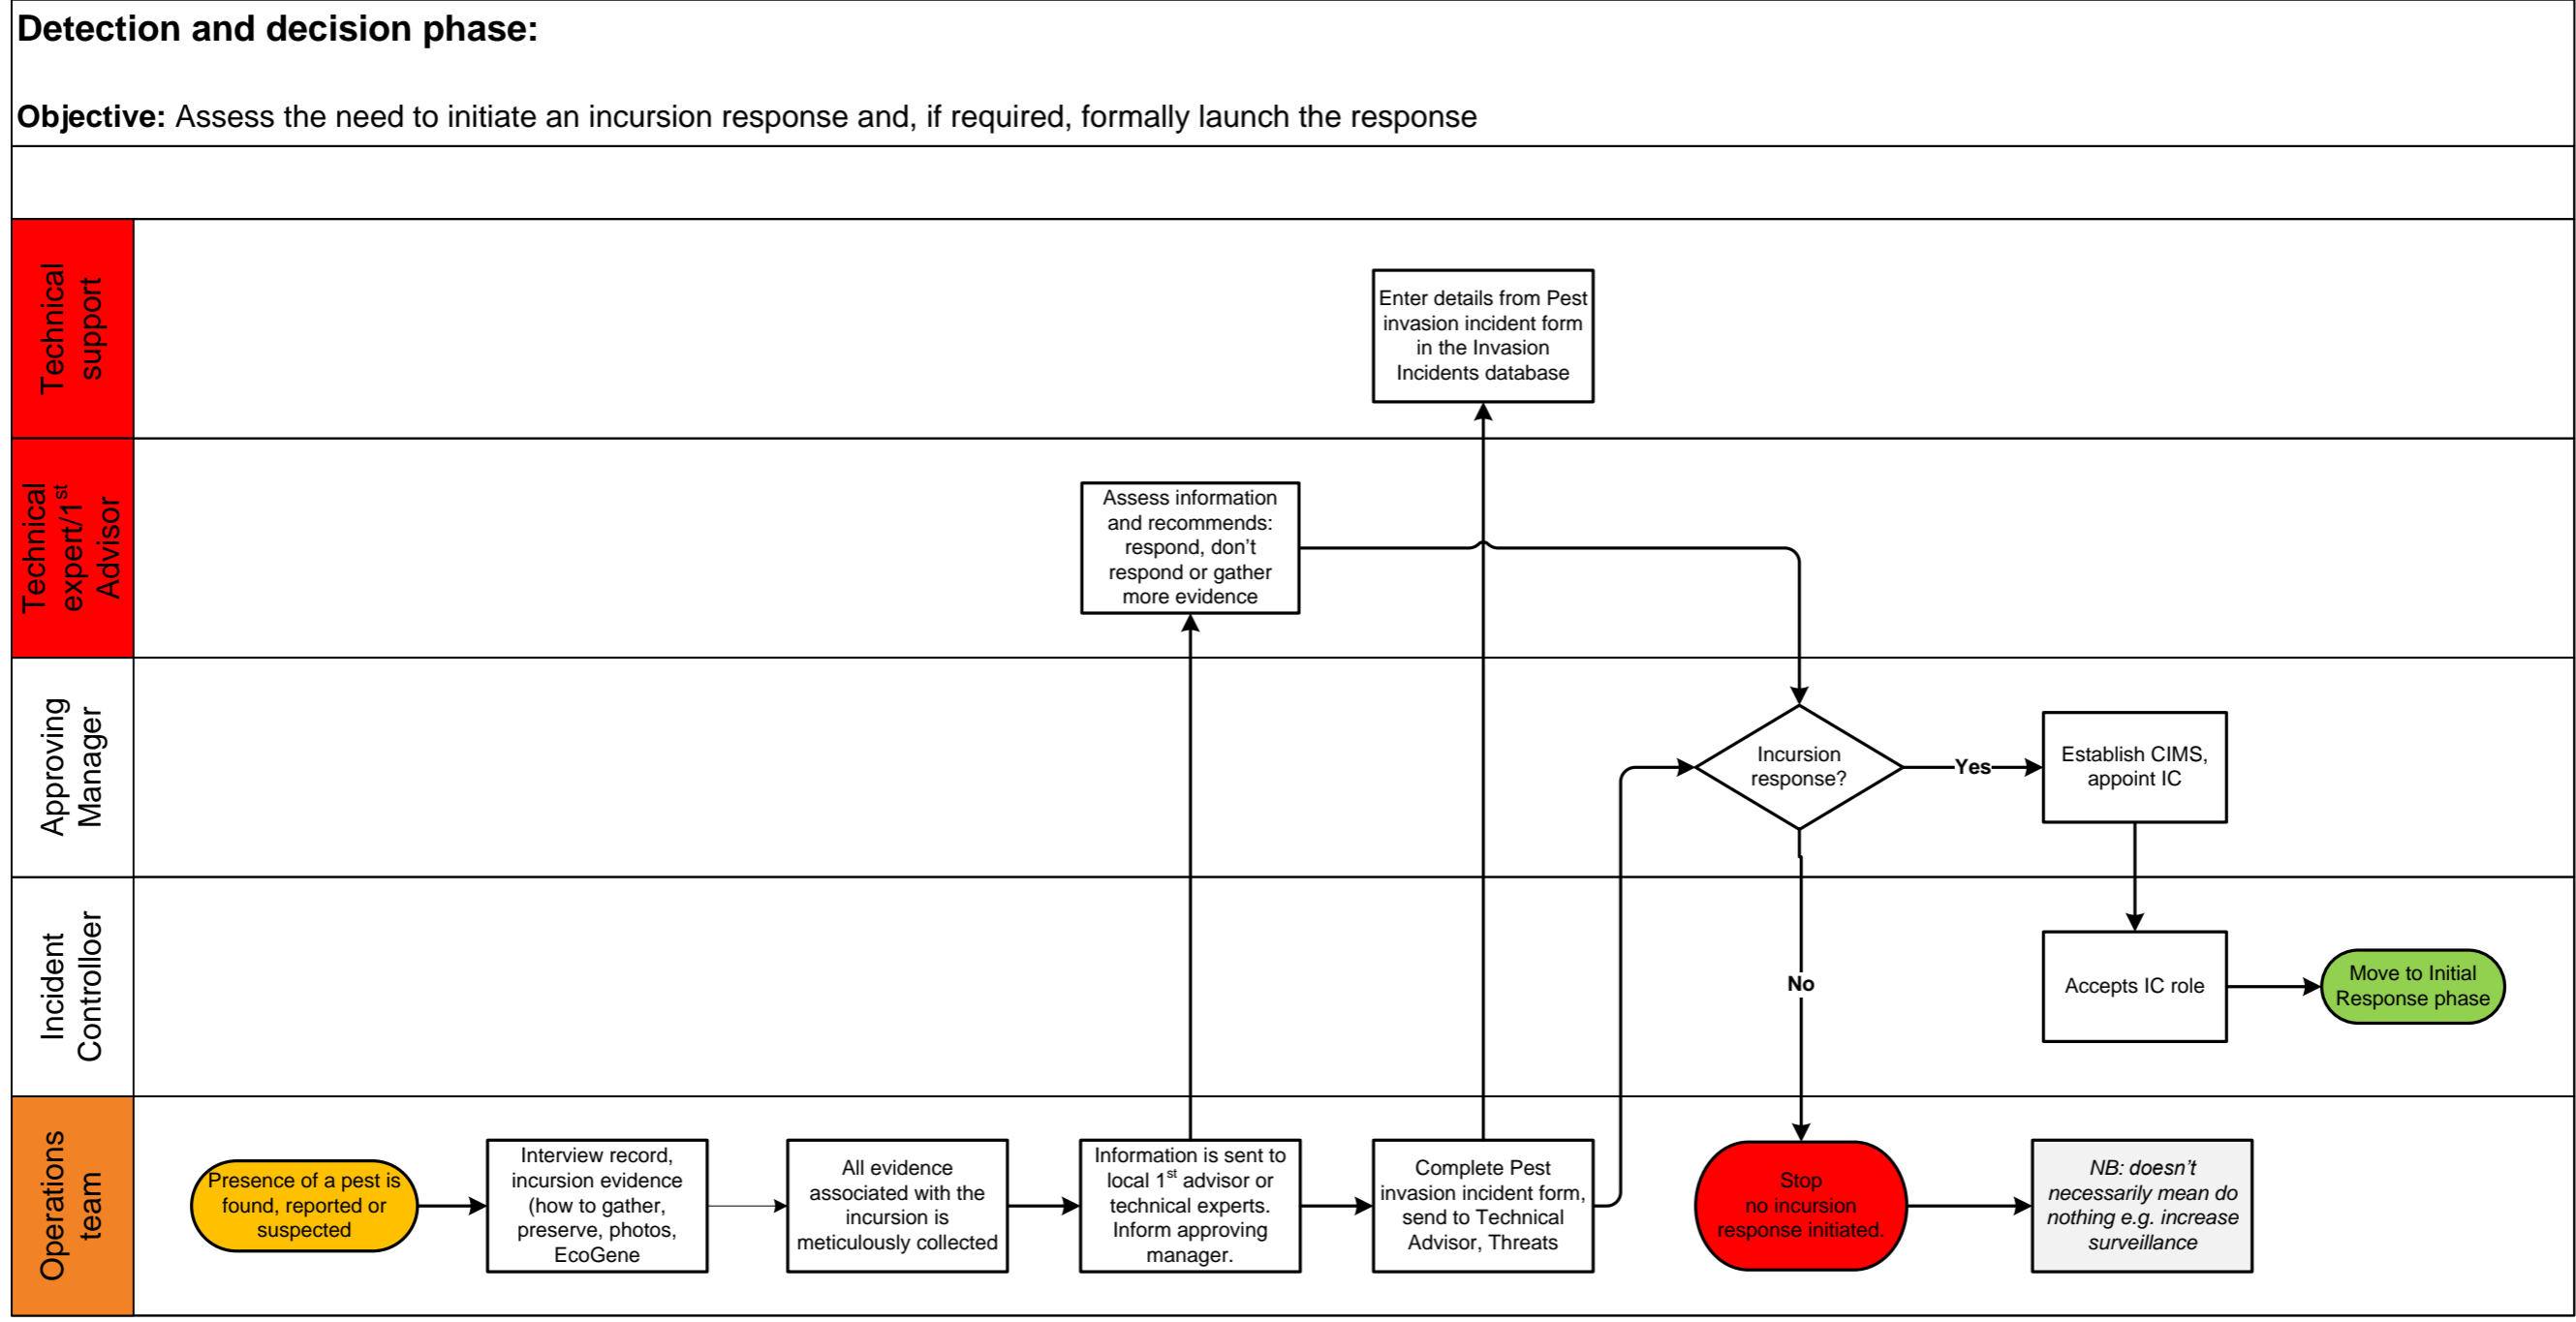 Detection and decision phase:
Objective: Assess the need to initiate an incursion response and, if required, formally launch the response
Technical
support
Enter details from Pest
invasion incident form
in the Invasion
Incidents database
Technical
expert/1st
Advisor
Assess information
and recommends:
respond, don't
respond or gather
more evidence
Approving
Manager
Incursion
response?
Yes
Establish CIMS,
appoint IC
Incident
Controlloer
No
Accepts IC role
Move to Initial
Response phase
Operations
team
Presence of a pest is
found, reported or
suspected
Interview record,
incursion evidence
(how to gather,
preserve, photos,
EcoGene
All evidence
associated with the
incursion is
meticulously collected
Information is sent to
local 1st advisor or
technical experts.
Inform approving
manager.
Complete Pest
invasion incident form,
send to Technical
Advisor, Threats
Stop
no incursion
response initiated.
NB: doesn't
necessarily mean do
nothing e.g. increase
surveillance